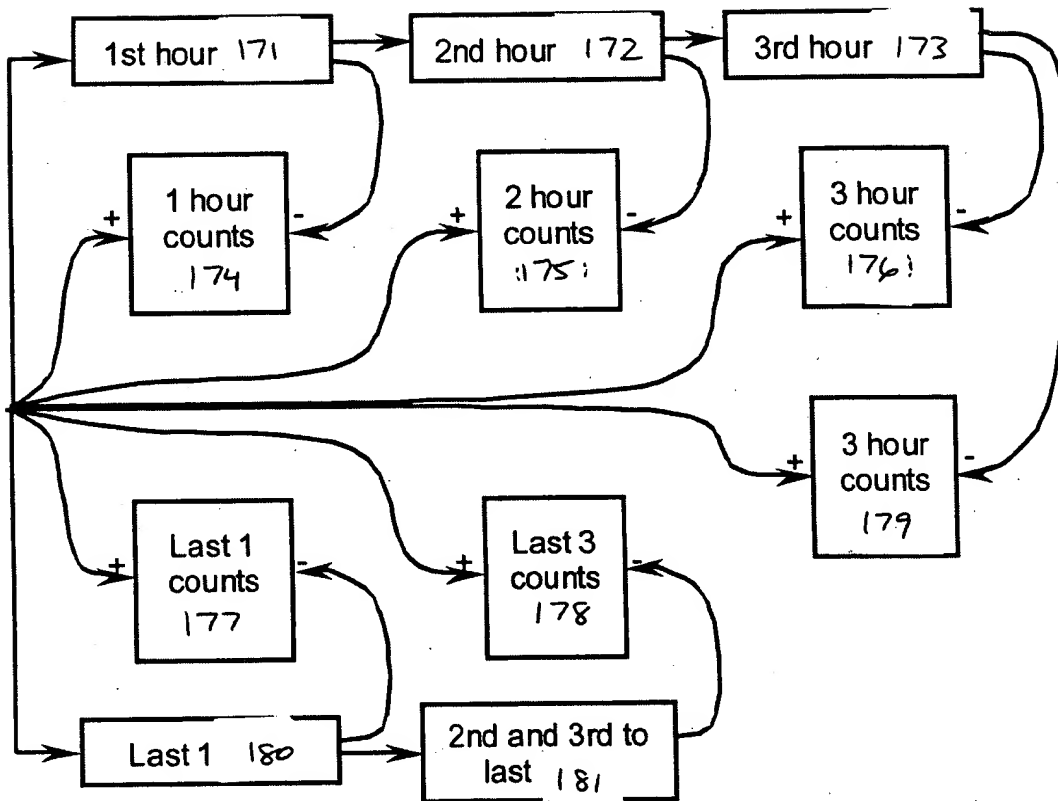 1st hour 171
2nd hour 172
3rd hour 173
+ 1 hour -
counts
174
+ 2 hour -
counts
175
+ 3 hour -
counts
176
+ 3 hour -
counts
179
+ Last 1 -
counts
177
+ Last 3 -
counts
178
Last 1 180
2nd and 3rd to
last 181